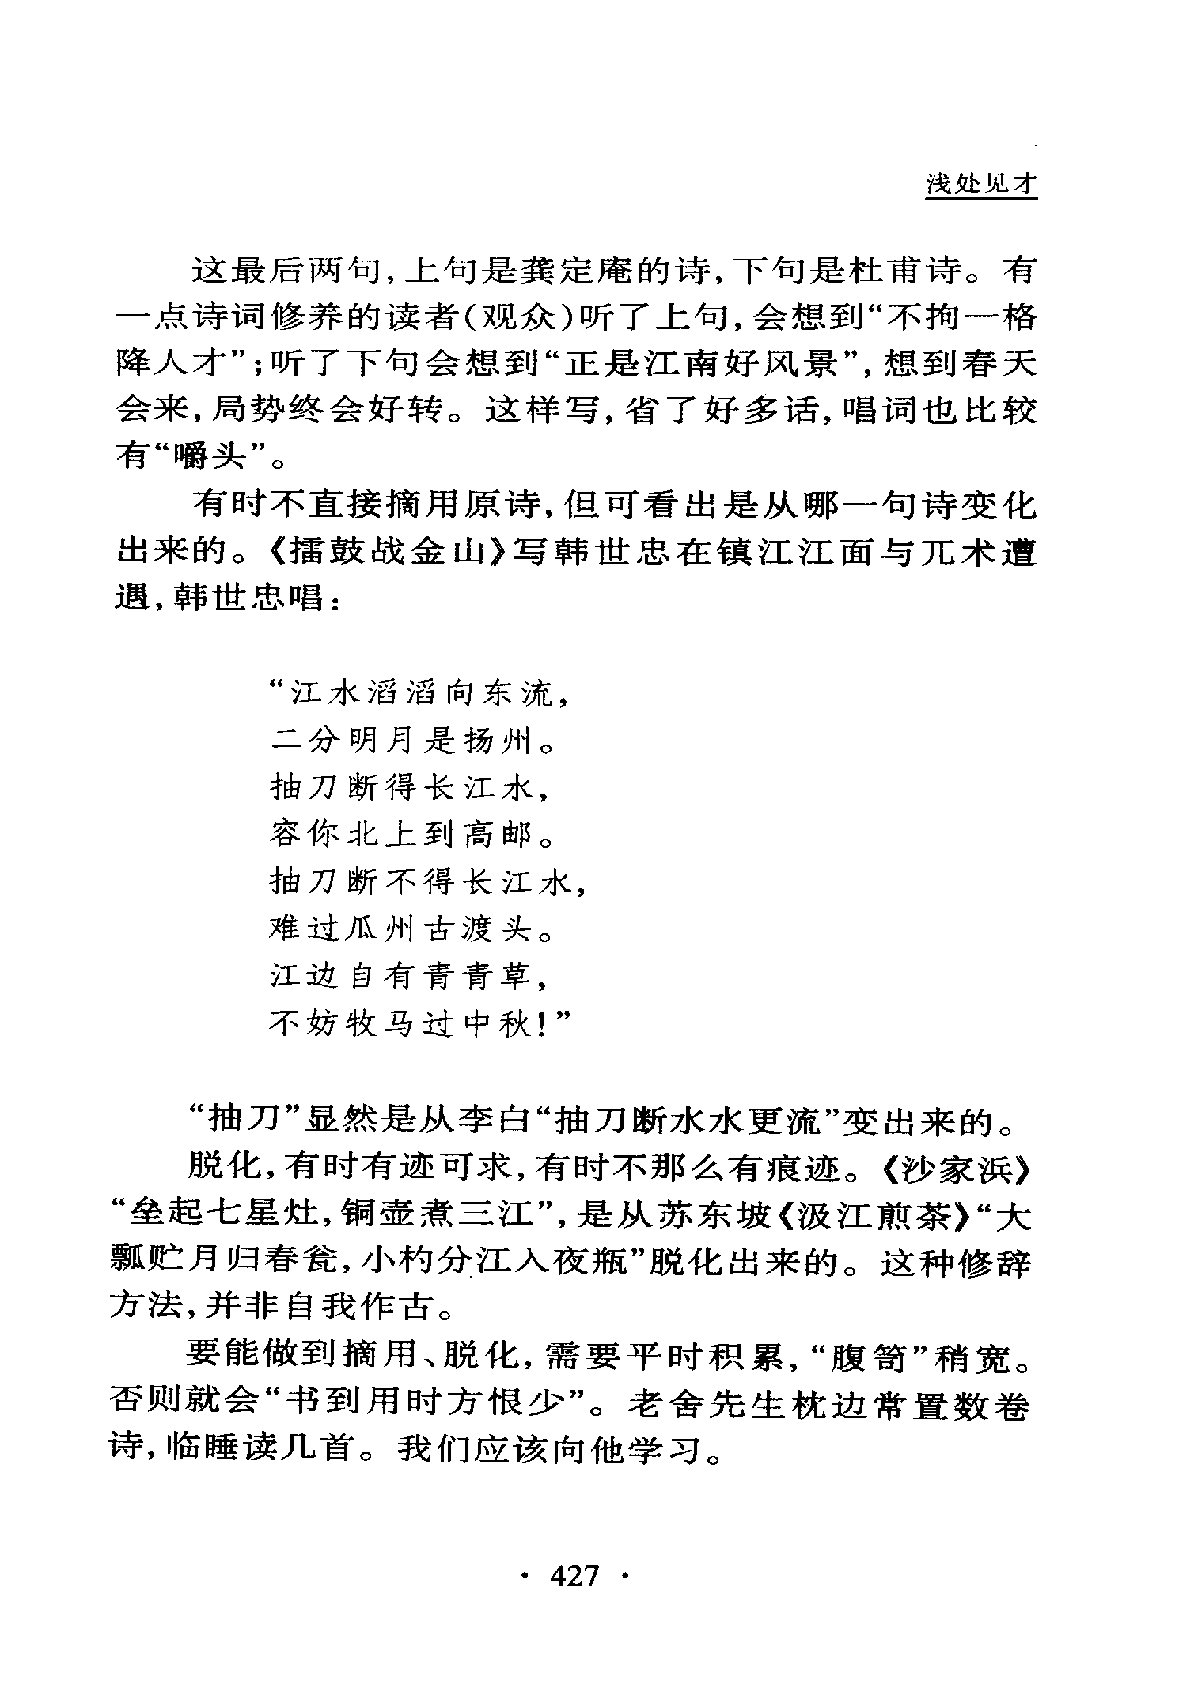 浅处见才
这最后两句,上句是龚定庵的诗,下句是杜甫诗。有
一点诗词修养的读者(观众)听了上句,会想到“不拘一格
降人才”;听了下句会想到“正是江南好风景”,想到春天
会来,局势终会好转。这样写,省了好多话,唱词也比较
有“嚼头”。
有时不直接摘用原诗,但可看出是从哪一句诗变化
出来的。《擂鼓战金山》写韩世忠在镇江江面与兀术遭
遇,韩世忠唱:
“江水滔滔向东流,
二分明月是扬州。
抽刀断得长江水,
容你北上到高邮。
抽刀断不得长江水,
难过瓜州古渡头。
江边自有青青草,
不妨牧马过中秋!”
“抽刀”显然是从李白“抽刀断水水更流”变出来的。
脱化,有时有迹可求,有时不那么有痕迹。《沙家浜》
“垒起七星灶,铜壶煮三江”,是从苏东坡《汲江煎茶》“大
瓢贮月归春瓮,小杓分江入夜瓶”脱化出来的。这种修辞
方法,并非自我作古。
要能做到摘用、脱化,需要平时积累,“腹笥”稍宽。
否则就会“书到用时方恨少”。老舍先生枕边常置数卷
诗,临睡读几首。我们应该向他学习。
· 427 ·